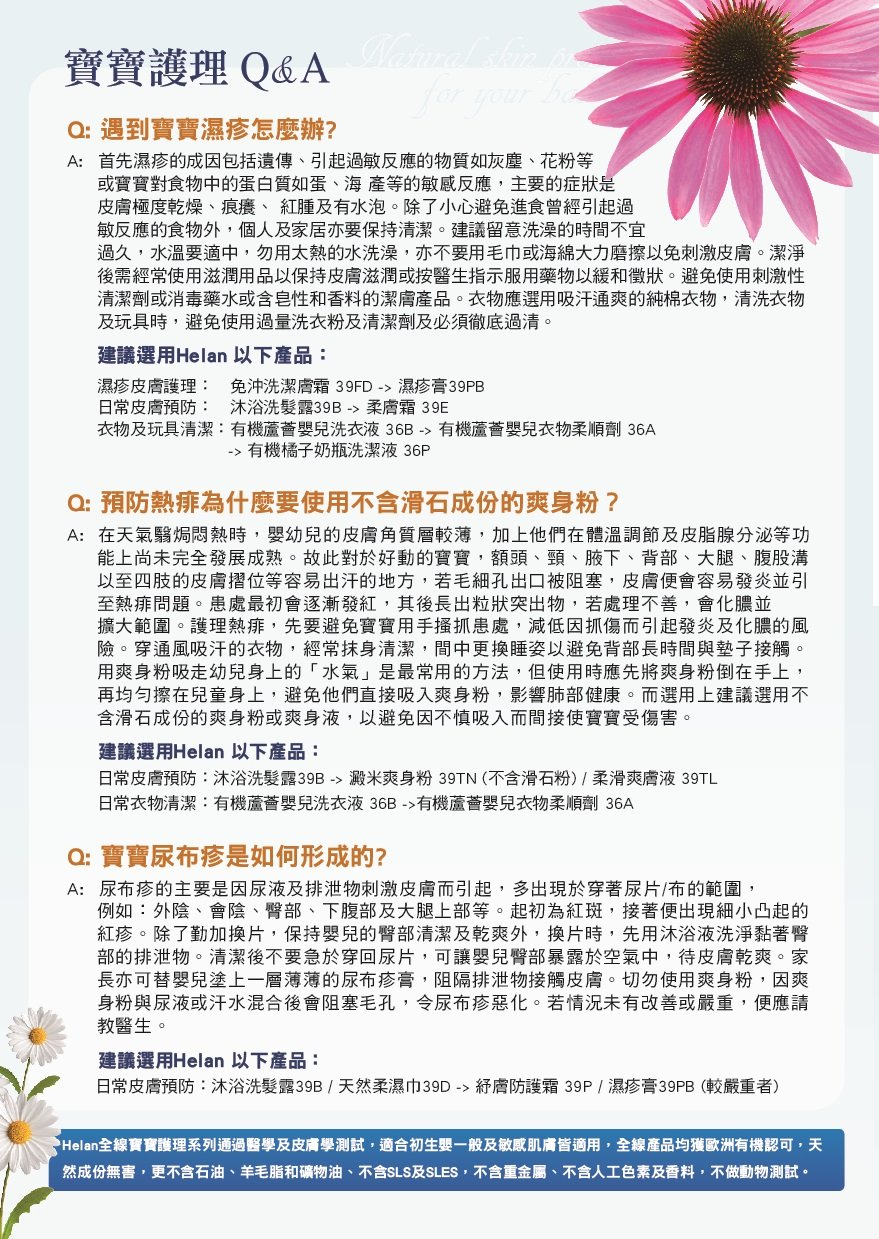 寶寶護理 Q&A
Natural skin pr
for your ba
Q: 遇到寶寶濕疹怎麼辦?
A: 首先濕疹的成因包括遺傳、引起過敏反應的物質如灰塵、花粉等
或寶寶對食物中的蛋白質如蛋、海 產等的敏感反應，主要的症狀是
皮膚極度乾燥、痕癢、 紅腫及有水泡。除了小心避免進食曾經引起過
敏反應的食物外，個人及家居亦要保持清潔。建議留意洗澡的時間不宜
過久，水溫要適中，勿用太熱的水洗澡，亦不要用毛巾或海綿大力磨擦以免刺激皮膚。潔淨
後需經常使用滋潤用品以保持皮膚滋潤或按醫生指示服用藥物以緩和徵狀。避免使用刺激性
清潔劑或消毒藥水或含皂性和香料的潔膚產品。衣物應選用吸汗通爽的純棉衣物，清洗衣物
及玩具時，避免使用過量洗衣粉及清潔劑及必須徹底過清。
建議選用Helan 以下產品：
濕疹皮膚護理： 免沖洗潔膚霜 39FD -> 濕疹膏39PB
日常皮膚預防： 沐浴洗髮露39B -> 柔膚霜 39E
衣物及玩具清潔：有機蘆薈嬰兒洗衣液 36B -> 有機蘆薈嬰兒衣物柔順劑 36A
-> 有機橘子奶瓶洗潔液 36P
Q: 預防熱痱為什麼要使用不含滑石成份的爽身粉？
A: 在天氣翳焗悶熱時，嬰幼兒的皮膚角質層較薄，加上他們在體溫調節及皮脂腺分泌等功
能上尚未完全發展成熟。故此對於好動的寶寶，額頭、頸、腋下、背部、大腿、腹股溝
以至四肢的皮膚摺位等容易出汗的地方，若毛細孔出口被阻塞，皮膚便會容易發炎並引
至熱痱問題。患處最初會逐漸發紅，其後長出粒狀突出物，若處理不善，會化膿並
擴大範圍。護理熱痱，先要避免寶寶用手搔抓患處，減低因抓傷而引起發炎及化膿的風
險。穿通風吸汗的衣物，經常抹身清潔，間中更換睡姿以避免背部長時間與墊子接觸。
用爽身粉吸走幼兒身上的「水氣」是最常用的方法，但使用時應先將爽身粉倒在手上，
再均勻擦在兒童身上，避免他們直接吸入爽身粉，影響肺部健康。而選用上建議選用不
含滑石成份的爽身粉或爽身液，以避免因不慎吸入而間接使寶寶受傷害。
建議選用Helan 以下產品：
日常皮膚預防：沐浴洗髮露39B -> 澱米爽身粉 39TN (不含滑石粉) / 柔滑爽膚液 39TL
日常衣物清潔：有機蘆薈嬰兒洗衣液 36B ->有機蘆薈嬰兒衣物柔順劑 36A
Q: 寶寶尿布疹是如何形成的?
A: 尿布疹的主要是因尿液及排泄物刺激皮膚而引起，多出現於穿著尿片/布的範圍，
例如：外陰、會陰、臀部、下腹部及大腿上部等。起初為紅斑，接著便出現細小凸起的
紅疹。除了勤加換片，保持嬰兒的臀部清潔及乾爽外，換片時，先用沐浴液洗淨黏著臀
部的排泄物。清潔後不要急於穿回尿片，可讓嬰兒臀部暴露於空氣中，待皮膚乾爽。家
長亦可替嬰兒塗上一層薄薄的尿布疹膏，阻隔排泄物接觸皮膚。切勿使用爽身粉，因爽
身粉與尿液或汗水混合後會阻塞毛孔，令尿布疹惡化。若情況未有改善或嚴重，便應請
教醫生。
建議選用Helan 以下產品：
日常皮膚預防：沐浴洗髮露39B / 天然柔濕巾39D -> 紓膚防護霜 39P / 濕疹膏39PB (較嚴重者)
Helan全線寶寶護理系列通過醫學及皮膚學測試，適合初生嬰一般及敏感肌膚皆適用，全線產品均獲歐洲有機認可，天
然成份無害，更不含石油、羊毛脂和礦物油、不含SLS及SLES，不含重金屬、不含人工色素及香料，不做動物測試。